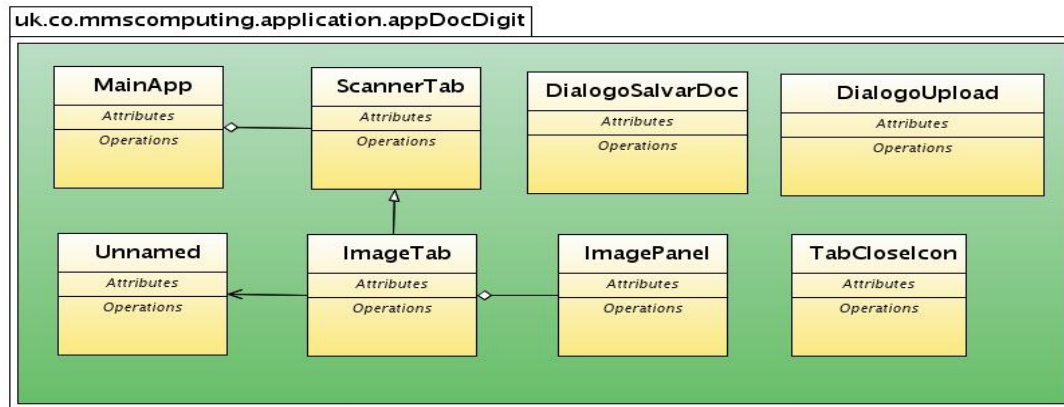 uk.co.mmscomputing.application.appDocDigit
MainApp
Attributes
Operations
ScannerTab
Attributes
Operations
DialogoSalvarDoc
Attributes
Operations
DialogoUpload
Attributes
Operations
Unnamed
Attributes
Operations
ImageTab
Attributes
Operations
ImagePanel
Attributes
Operations
TabCloseIcon
Attributes
Operations